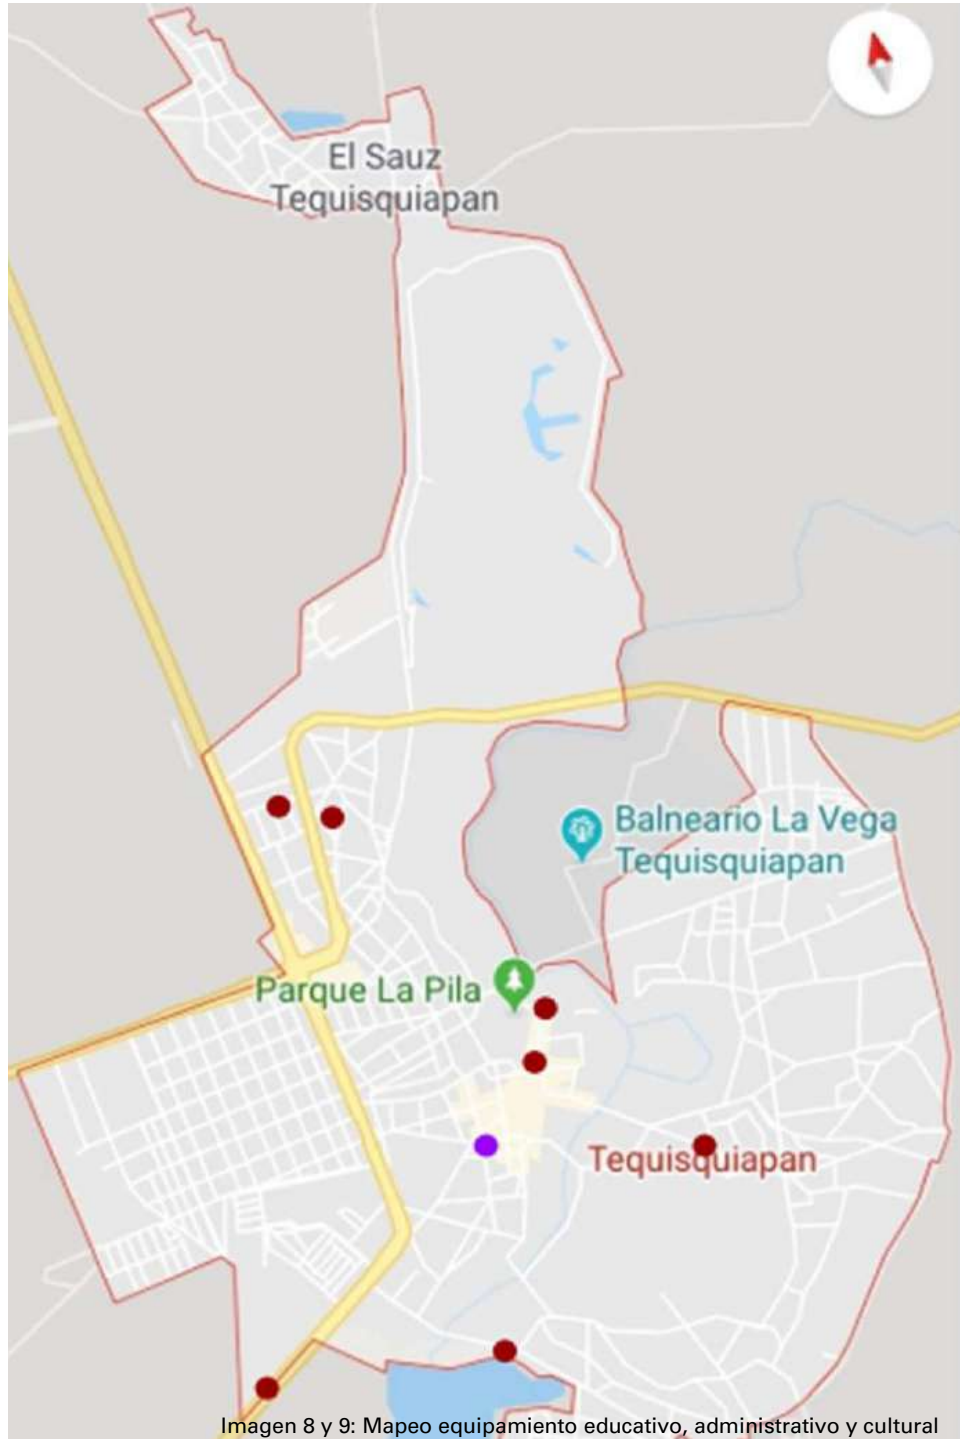 El Sauz
Tequisquiapan
Balneario La Vega
Tequisquiapan
Parque La Pila
Tequisquiapan
Imagen 8 y 9: Mapeo equipamiento educativo, administrativo y cultural